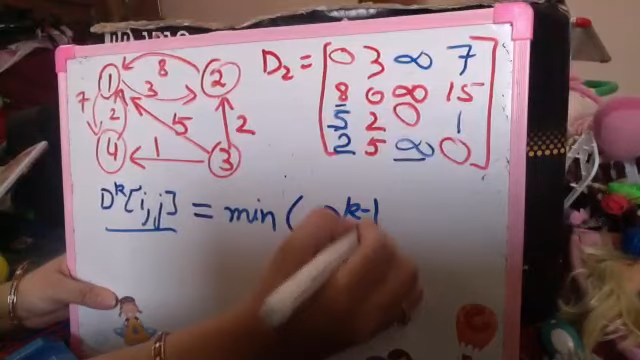 8
1 3 2
7 2 5 2
4 1 3
D2 = [0 3 ∞ 7
8 0 ∞ 15
5 2 0 1
2 5 ∞ 0]
D^k[i,j] = min ( ^k-1